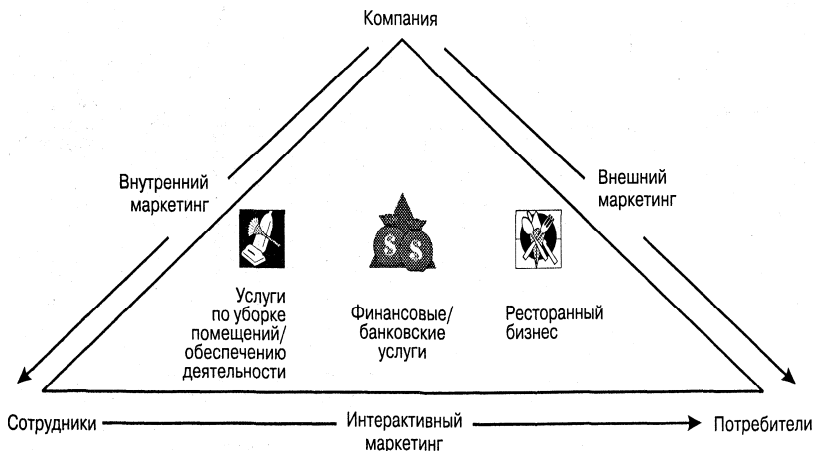 Компания
Внутренний
маркетинг
Внешний
маркетинг
$ $
Услуги
по уборке
помещений/
обеспечению
деятельности
Финансовые/
банковские
услуги
Ресторанный
бизнес
Сотрудники
Интерактивный
маркетинг
Потребители